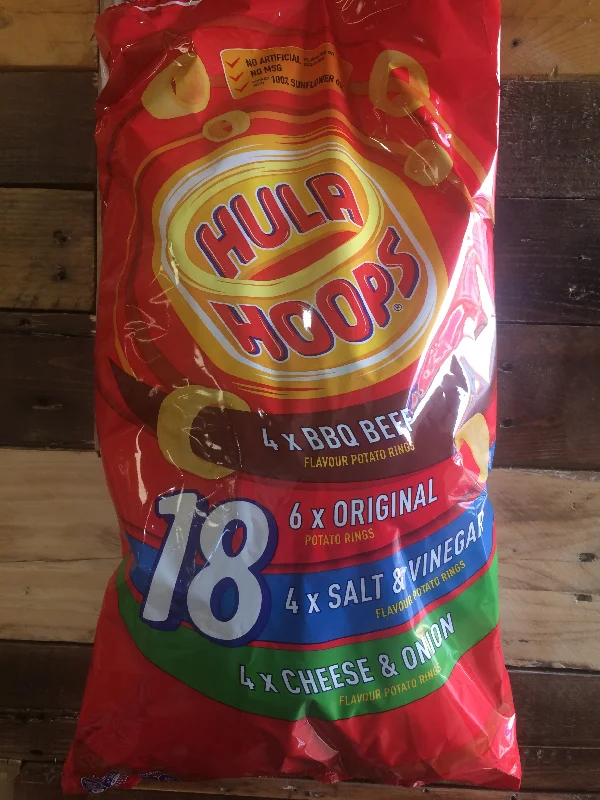 NO ARTIFICIAL
NO MSG
100% SUNFLOWER
HULA
HOOPS®
4 x BBQ BEEF
FLAVOUR POTATO RINGS
18
6 x ORIGINAL
POTATO RINGS
4 x SALT & VINEGAR
FLAVOUR POTATO RINGS
4 x CHEESE & ONION
FLAVOUR POTATO RINGS